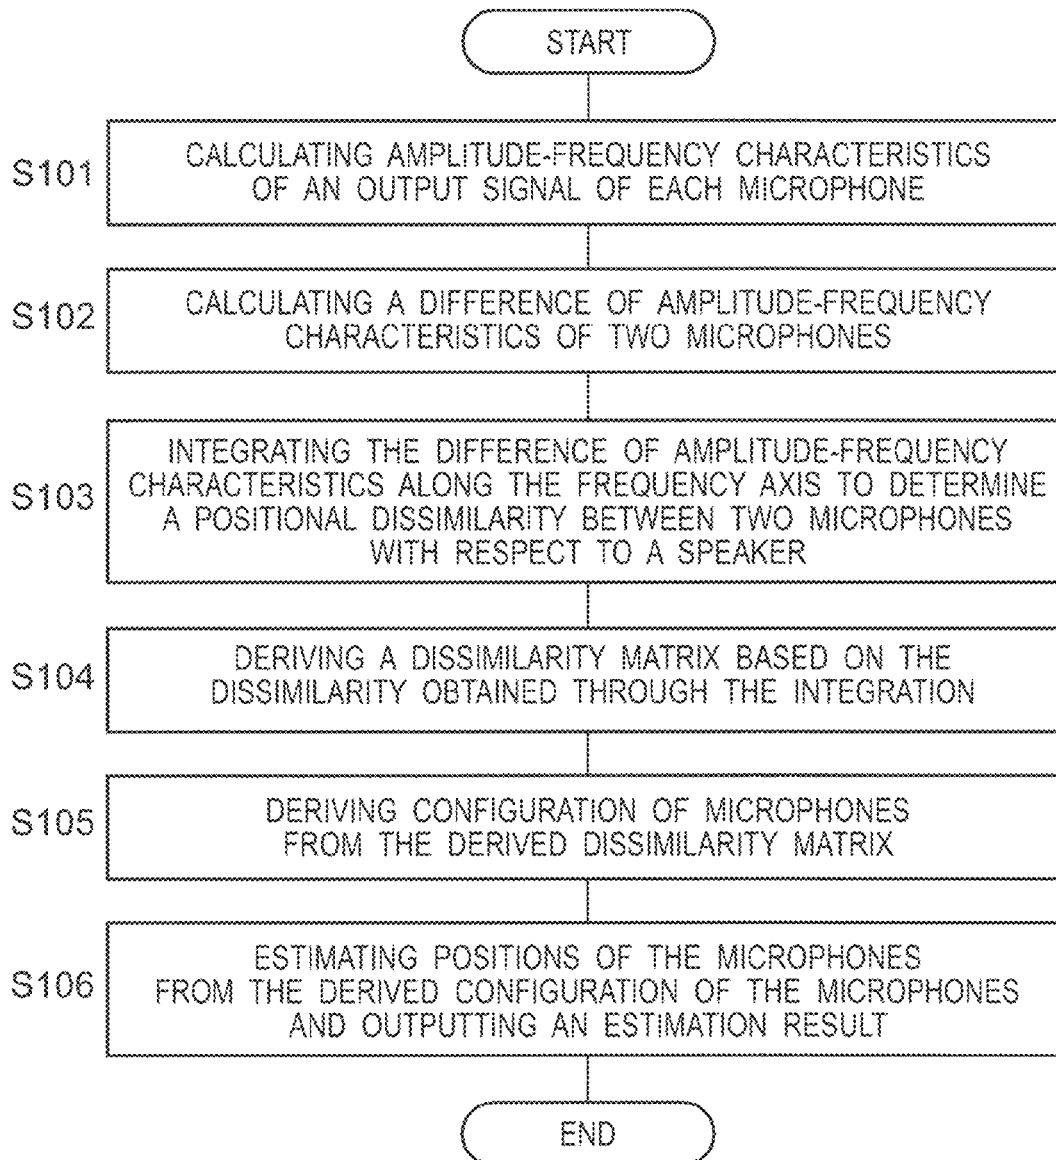 START
S101
CALCULATING AMPLITUDE-FREQUENCY CHARACTERISTICS
OF AN OUTPUT SIGNAL OF EACH MICROPHONE
S102
CALCULATING A DIFFERENCE OF AMPLITUDE-FREQUENCY
CHARACTERISTICS OF TWO MICROPHONES
S103
INTEGRATING THE DIFFERENCE OF AMPLITUDE-FREQUENCY
CHARACTERISTICS ALONG THE FREQUENCY AXIS TO DETERMINE
A POSITIONAL DISSIMILARITY BETWEEN TWO MICROPHONES
WITH RESPECT TO A SPEAKER
S104
DERIVING A DISSIMILARITY MATRIX BASED ON THE
DISSIMILARITY OBTAINED THROUGH THE INTEGRATION
S105
DERIVING CONFIGURATION OF MICROPHONES
FROM THE DERIVED DISSIMILARITY MATRIX
S106
ESTIMATING POSITIONS OF THE MICROPHONES
FROM THE DERIVED CONFIGURATION OF THE MICROPHONES
AND OUTPUTTING AN ESTIMATION RESULT
END